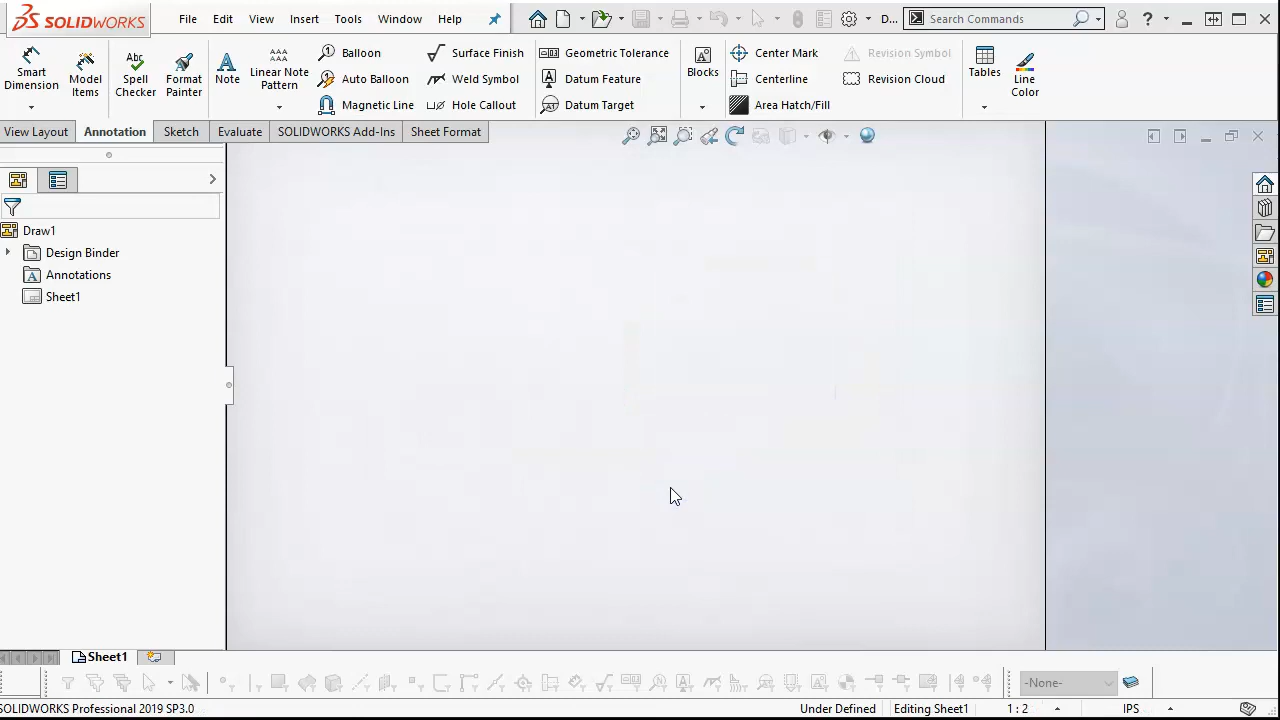 SOLIDWORKS File Edit View Insert Tools Window Help D... Search Commands ?
Smart Dimension
Model Items
Spell Checker
Format Painter
Note
Linear Note Pattern
Balloon
Auto Balloon
Magnetic Line
Surface Finish
Weld Symbol
Hole Callout
Geometric Tolerance
Datum Feature
Datum Target
Blocks
Center Mark
Centerline
Area Hatch/Fill
Revision Symbol
Revision Cloud
Tables
Line Color
View Layout Annotation Sketch Evaluate SOLIDWORKS Add-Ins Sheet Format
Draw1
Design Binder
Annotations
Sheet1
Sheet1
-None-
SOLIDWORKS Professional 2019 SP3.0 Under Defined Editing Sheet1 1 : 2 IPS